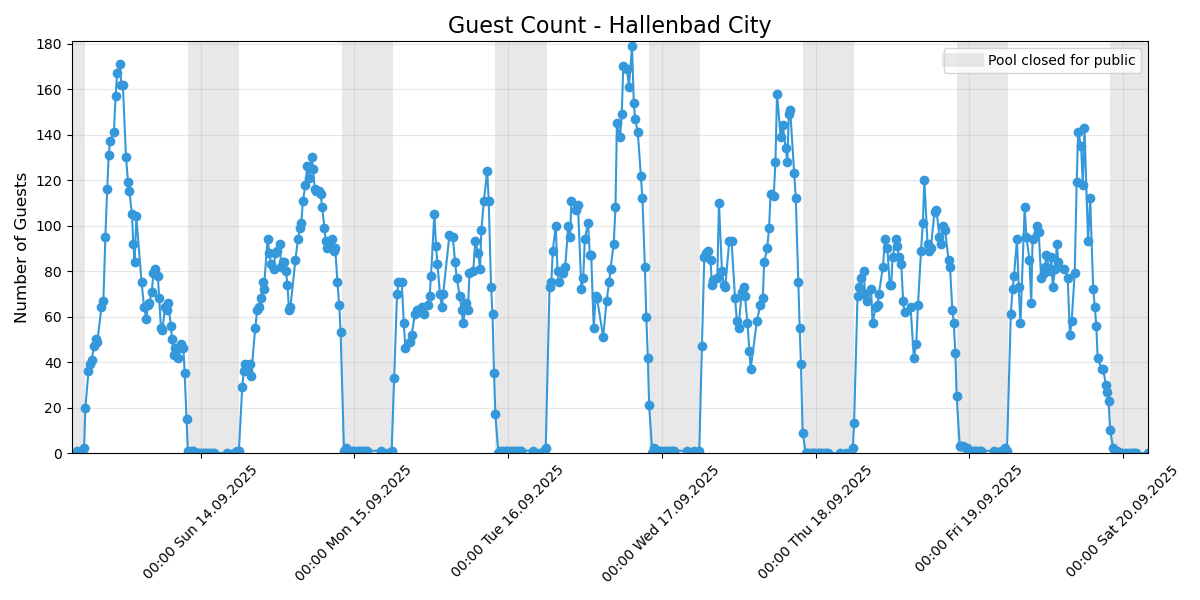 Guest Count - Hallenbad City
Pool closed for public
Number of Guests
180
160
140
120
100
80
60
40
20
0
00:00 Sun 14.09.2025
00:00 Mon 15.09.2025
00:00 Tue 16.09.2025
00:00 Wed 17.09.2025
00:00 Thu 18.09.2025
00:00 Fri 19.09.2025
00:00 Sat 20.09.2025